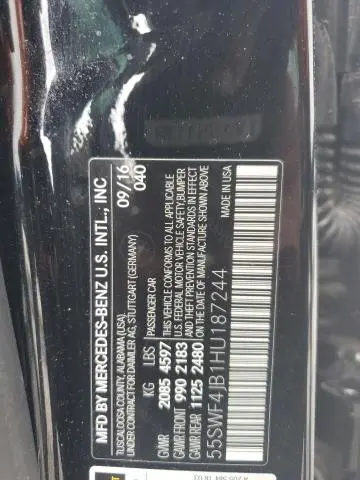 MFD BY MERCEDES-BENZ U.S. INTL., INC
TUSCALOOSA COUNTY, ALABAMA (USA).
CONTRACTOR FOR DAIMLER AG, STUTTGART (GERMANY)
09/16
040
KG LBS PASSENGER CAR
GVWR 2085 4597 THIS VEHICLE CONFORMS TO ALL APPLICABLE
GAWR FRONT 990 2183 U.S. FEDERAL MOTOR VEHICLE SAFETY, BUMPER
GAWR REAR 1125 2480 AND THEFT PREVENTION STANDARDS IN EFFECT
ON THE DATE OF MANUFACTURE SHOWN ABOVE
55SWF4JB1HU187244 MADE IN USA